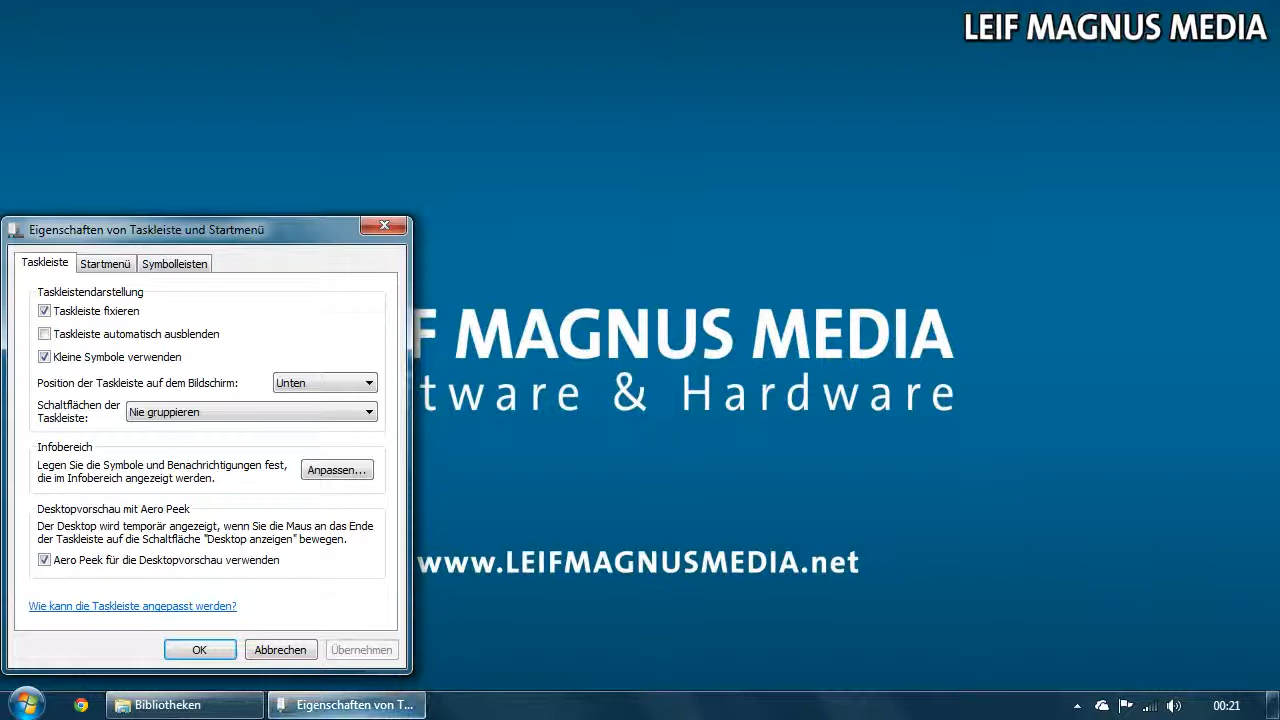 LEIF MAGNUS MEDIA
Eigenschaften von Taskleiste und Startmenü
Taskleiste
Startmenü
Symbolleisten
Taskleistendarstellung
Taskleiste fixieren
Taskleiste automatisch ausblenden
Kleine Symbole verwenden
Position der Taskleiste auf dem Bildschirm:
Unten
Schaltflächen der
Taskleiste:
Nie gruppieren
Infobereich
Legen Sie die Symbole und Benachrichtigungen fest,
die im Infobereich angezeigt werden.
Anpassen...
Desktopvorschau mit Aero Peek
Der Desktop wird temporär angezeigt, wenn Sie die Maus an das Ende
der Taskleiste auf die Schaltfläche "Desktop anzeigen" bewegen.
Aero Peek für die Desktopvorschau verwenden
Wie kann die Taskleiste angepasst werden?
OK
Abbrechen
Übernehmen
F MAGNUS MEDIA
tware & Hardware
www.LEIFMAGNUSMEDIA.net
Bibliotheken
Eigenschaften von T...
00:21